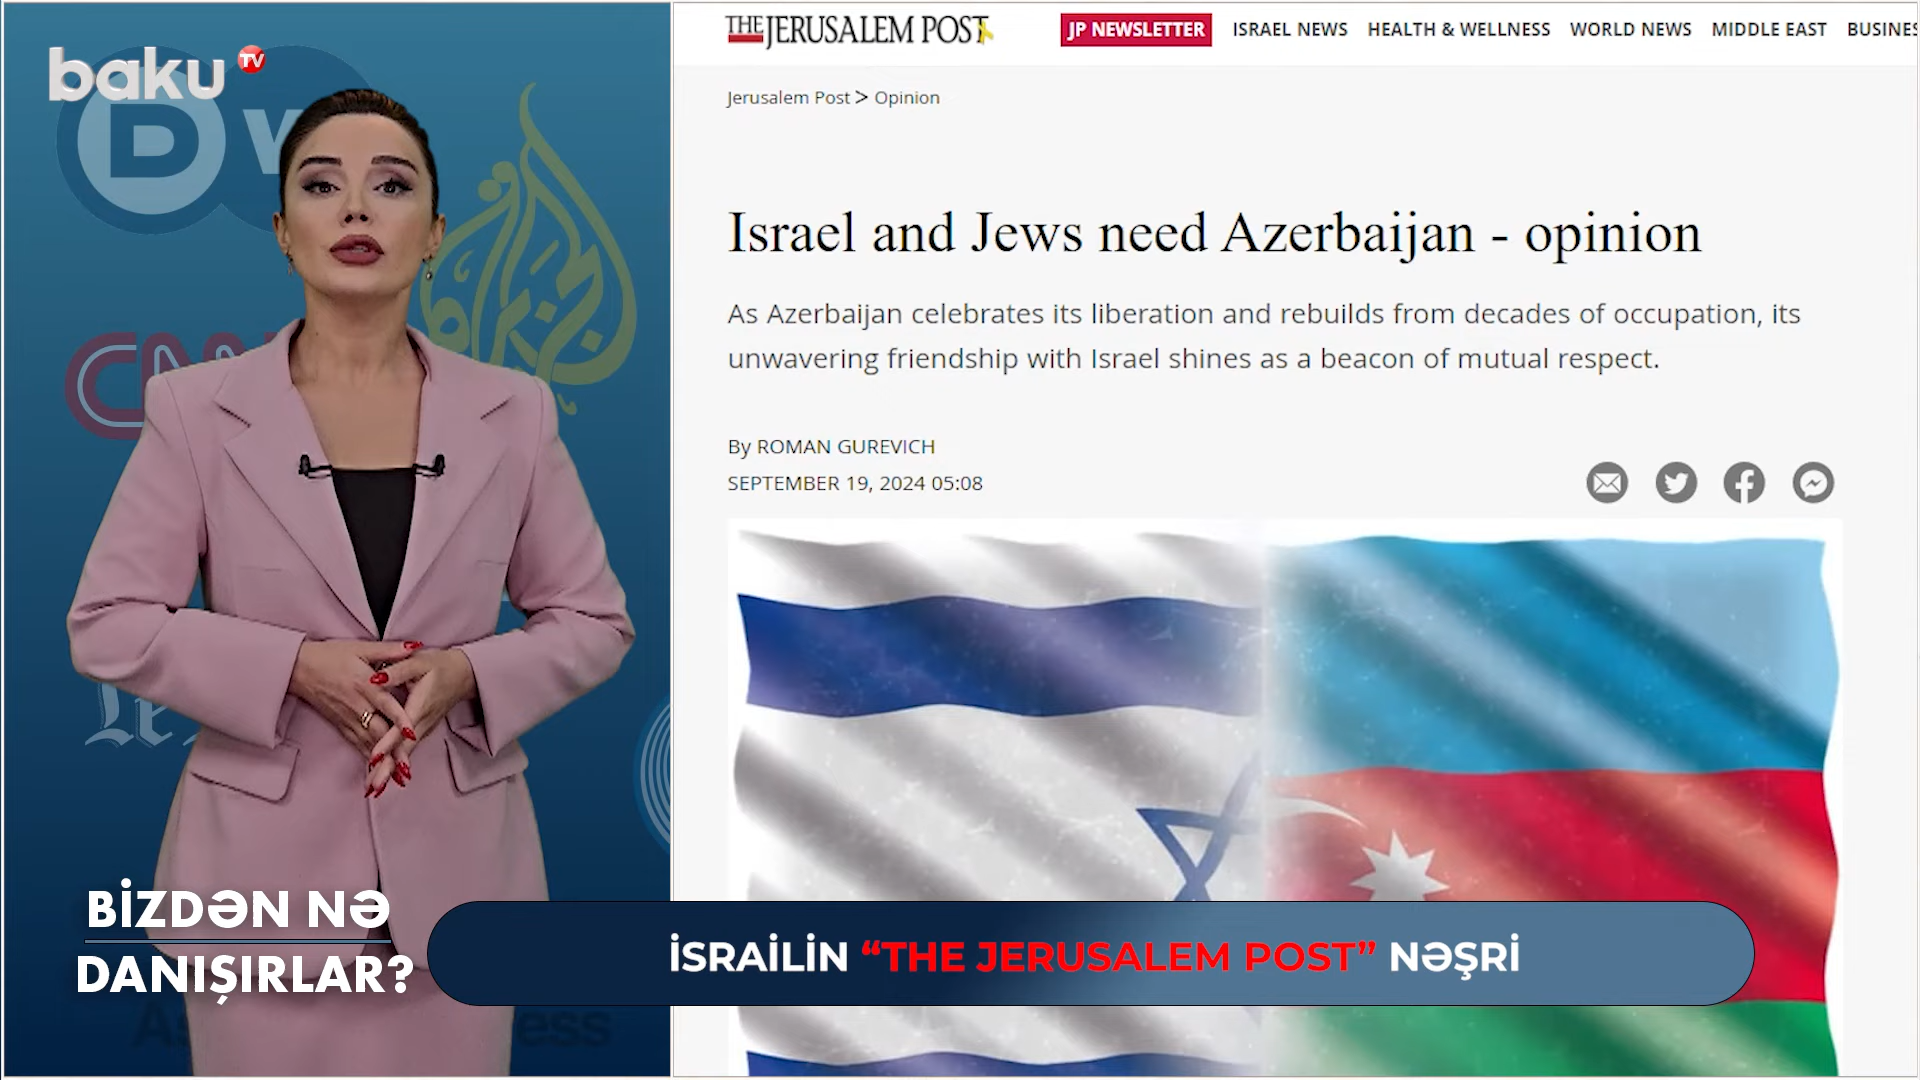 baku TV
D W
CNN
Le
BİZDƏN NƏ
DANIŞIRLAR?
THE JERUSALEM POST
JP NEWSLETTER ISRAEL NEWS HEALTH & WELLNESS WORLD NEWS MIDDLE EAST
Jerusalem Post > Opinion
Israel and Jews need Azerbaijan - opinion
As Azerbaijan celebrates its liberation and rebuilds from decades of occupation, its
unwavering friendship with Israel shines as a beacon of mutual respect.
By ROMAN GUREVICH
SEPTEMBER 19, 2024 05:08
İSRAİLİN “THE JERUSALEM POST” NƏŞRİ